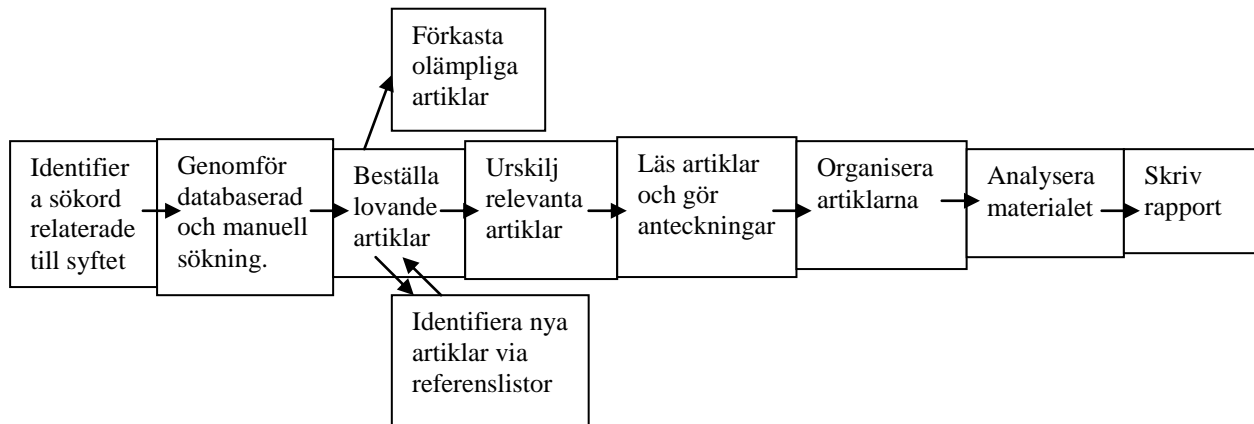 Förkasta
olämpliga
artiklar
Identifier
a sökord
relaterade
till syftet
Genomför
databaserad
och manuell
sökning.
Beställa
lovande
artiklar
Urskilj
relevanta
artiklar
Läs artiklar
och gör
anteckningar
Organisera
artiklarna
Analysera
materialet
Skriv
rapport
Identifiera nya
artiklar via
referenslistor